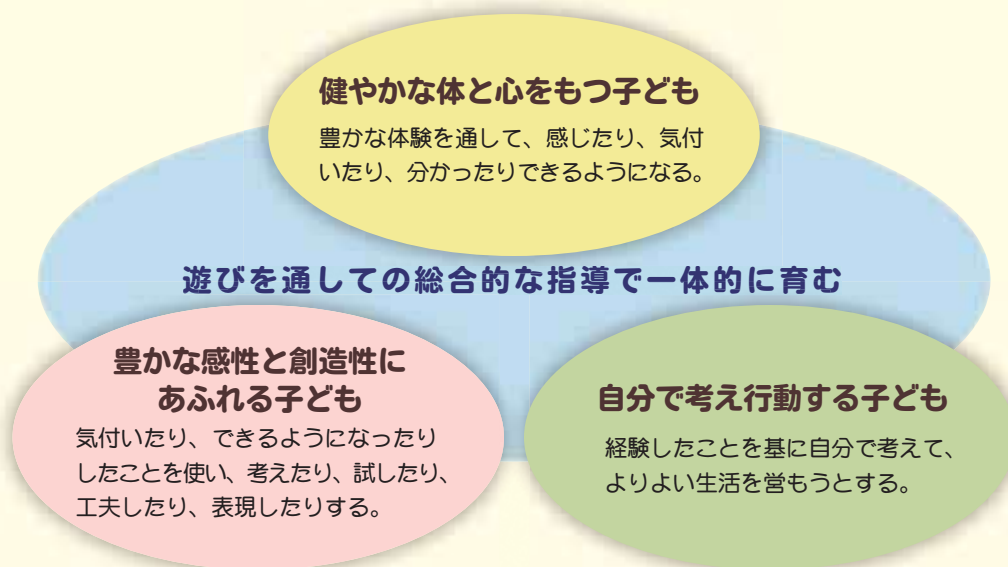 健やかな体と心をもつ子ども
豊かな体験を通して、感じたり、気付
いたり、分かったりできるようになる。
遊びを通しての総合的な指導で一体的に育む
豊かな感性と創造性に
あふれる子ども
気付いたり、できるようになったり
したことを使い、考えたり、試したり、
工夫したり、表現したりする。
自分で考え行動する子ども
経験したことを基に自分で考えて、
よりよい生活を営もうとする。